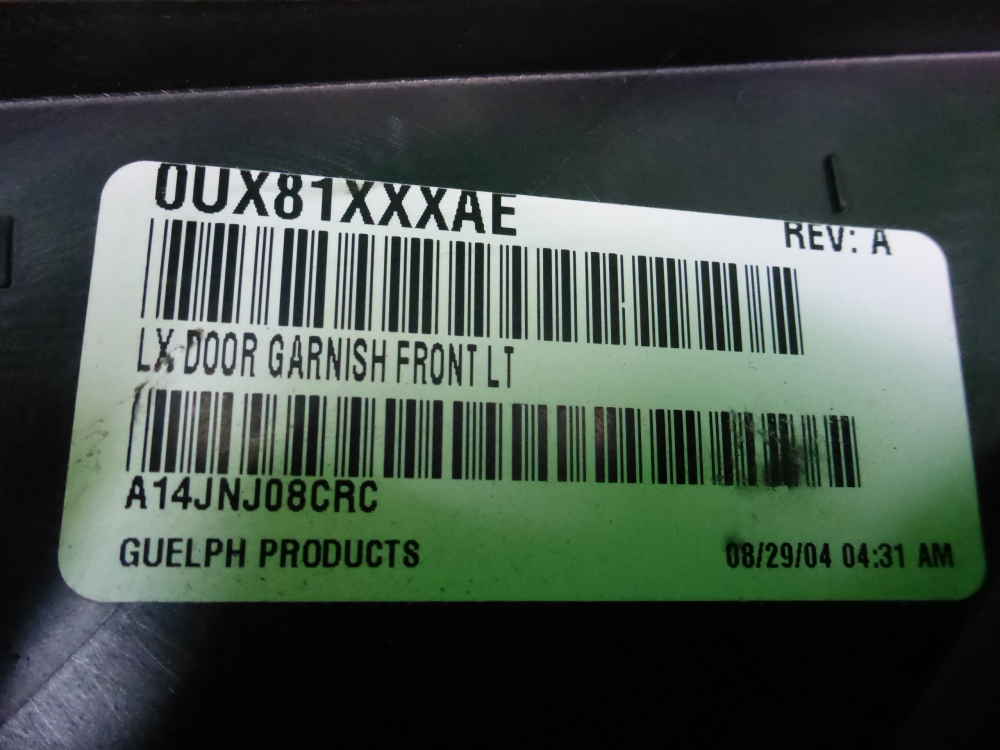 0UX81XXXAE
REV: A
LX DOOR GARNISH FRONT LT
A14JNJ08CRC
GUELPH PRODUCTS
08/29/04 04:31 AM